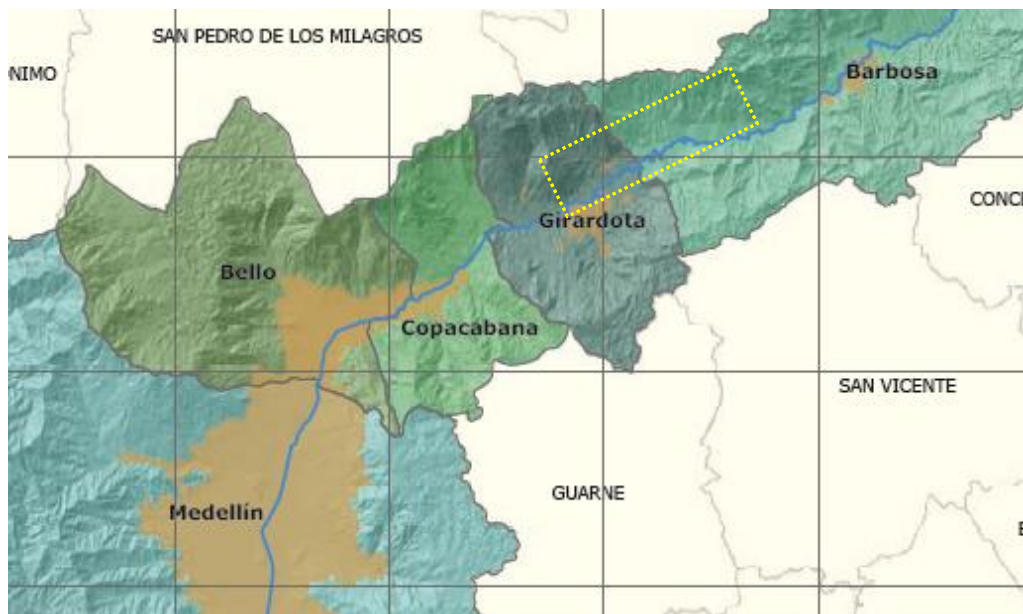 SAN PEDRO DE LOS MILAGROS
NIMO
Barbosa
CONC
Girardota
Bello
Copacabana
SAN VICENTE
GUARNE
Medellín
E